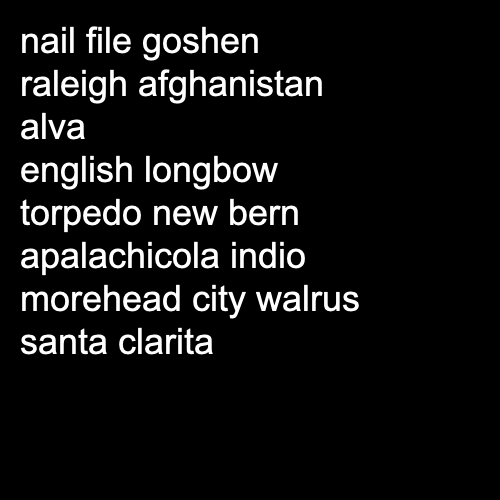 nail file goshen
raleigh afghanistan
alva
english longbow
torpedo new bern
apalachicola indio
morehead city walrus
santa clarita